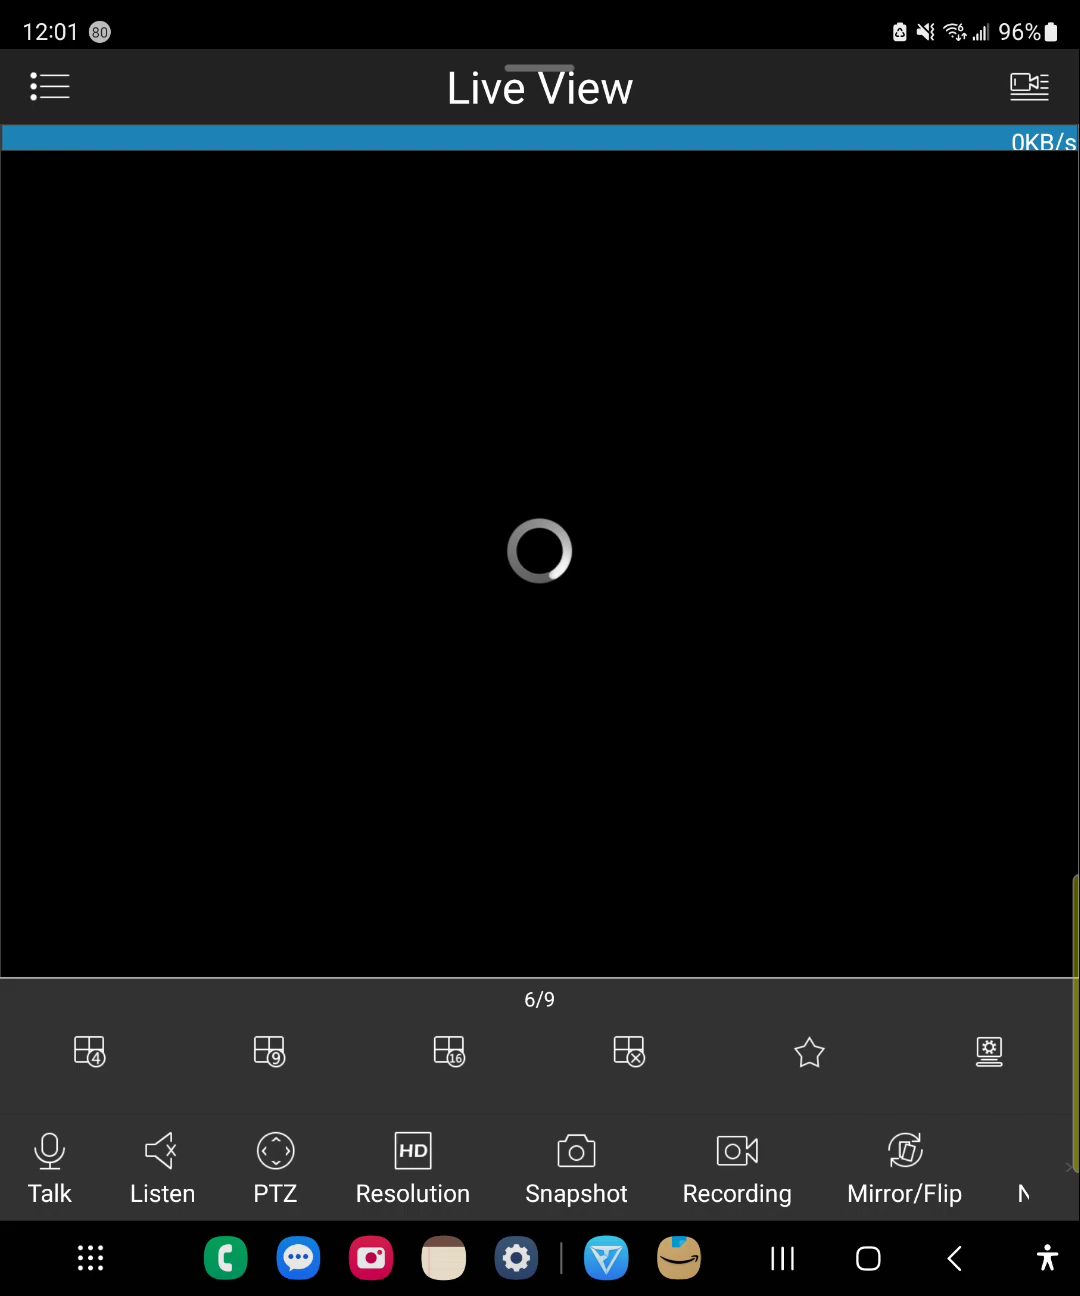 12:01 80 96%
Live View
0KB/s
6/9
4 9 16
HD
Talk Listen PTZ Resolution Snapshot Recording Mirror/Flip